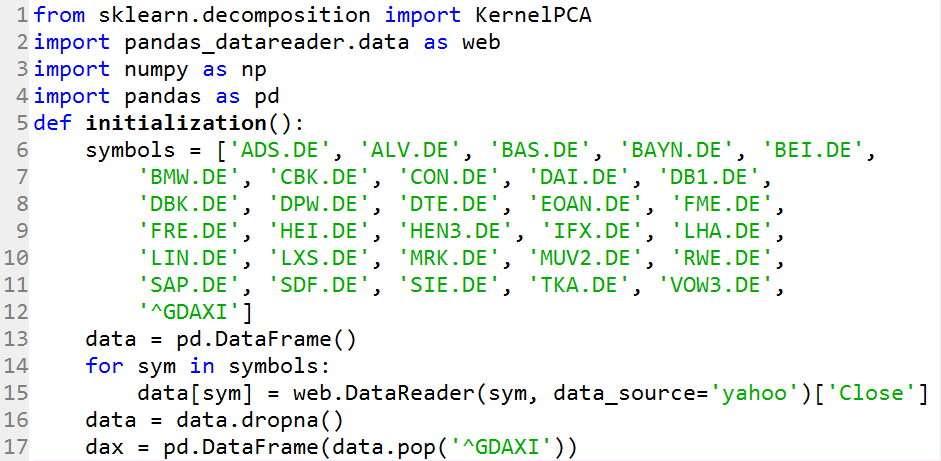 1 from sklearn.decomposition import KernelPCA
2 import pandas_datareader.data as web
3 import numpy as np
4 import pandas as pd
5 def initialization():
6     symbols = ['ADS.DE', 'ALV.DE', 'BAS.DE', 'BAYN.DE', 'BEI.DE',
7         'BMW.DE', 'CBK.DE', 'CON.DE', 'DAI.DE', 'DB1.DE',
8         'DBK.DE', 'DPW.DE', 'DTE.DE', 'EOAN.DE', 'FME.DE',
9         'FRE.DE', 'HEI.DE', 'HEN3.DE', 'IFX.DE', 'LHA.DE',
10         'LIN.DE', 'LXS.DE', 'MRK.DE', 'MUV2.DE', 'RWE.DE',
11         'SAP.DE', 'SDF.DE', 'SIE.DE', 'TKA.DE', 'VOW3.DE',
12         '^GDAXI']
13     data = pd.DataFrame()
14     for sym in symbols:
15         data[sym] = web.DataReader(sym, data_source='yahoo')['Close']
16     data = data.dropna()
17     dax = pd.DataFrame(data.pop('^GDAXI'))